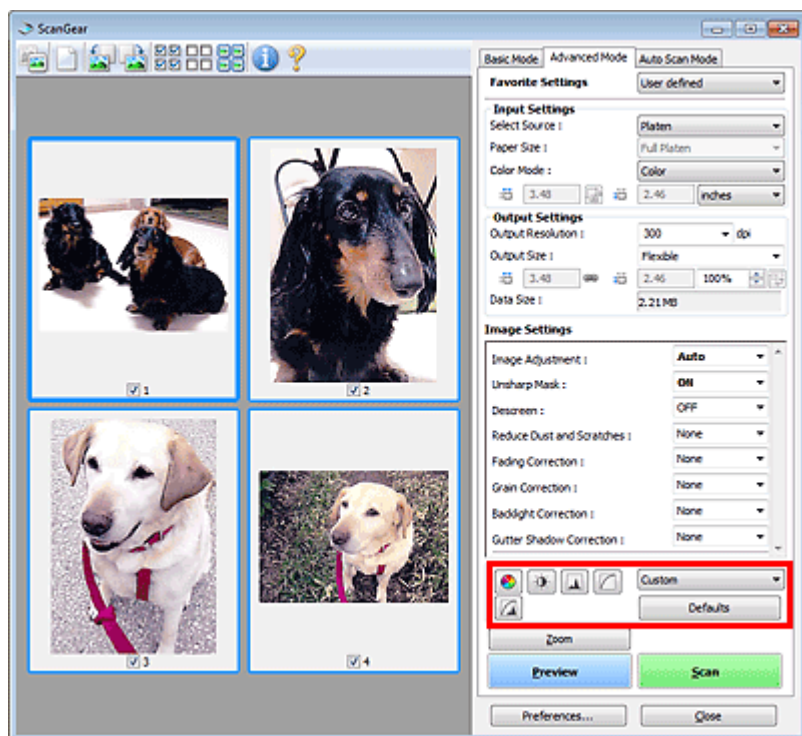 ScanGear
Basic Mode Advanced Mode Auto Scan Mode
Favorite Settings User defined
Input Settings
Select Source : Platen
Paper Size : Full Platen
Color Mode : Color
3.48 2.46 inches
Output Settings
Output Resolution : 300 dpi
Output Size : Flexible
3.48 2.46 100%
Data Size : 2.21 MB
Image Settings
Image Adjustment : Auto
Unsharp Mask : ON
Descreen : OFF
Reduce Dust and Scratches : None
Fading Correction : None
Grain Correction : None
Backlight Correction : None
Gutter Shadow Correction : None
1
2
3
4
Custom
Defaults
Zoom
Preview Scan
Preferences... Close